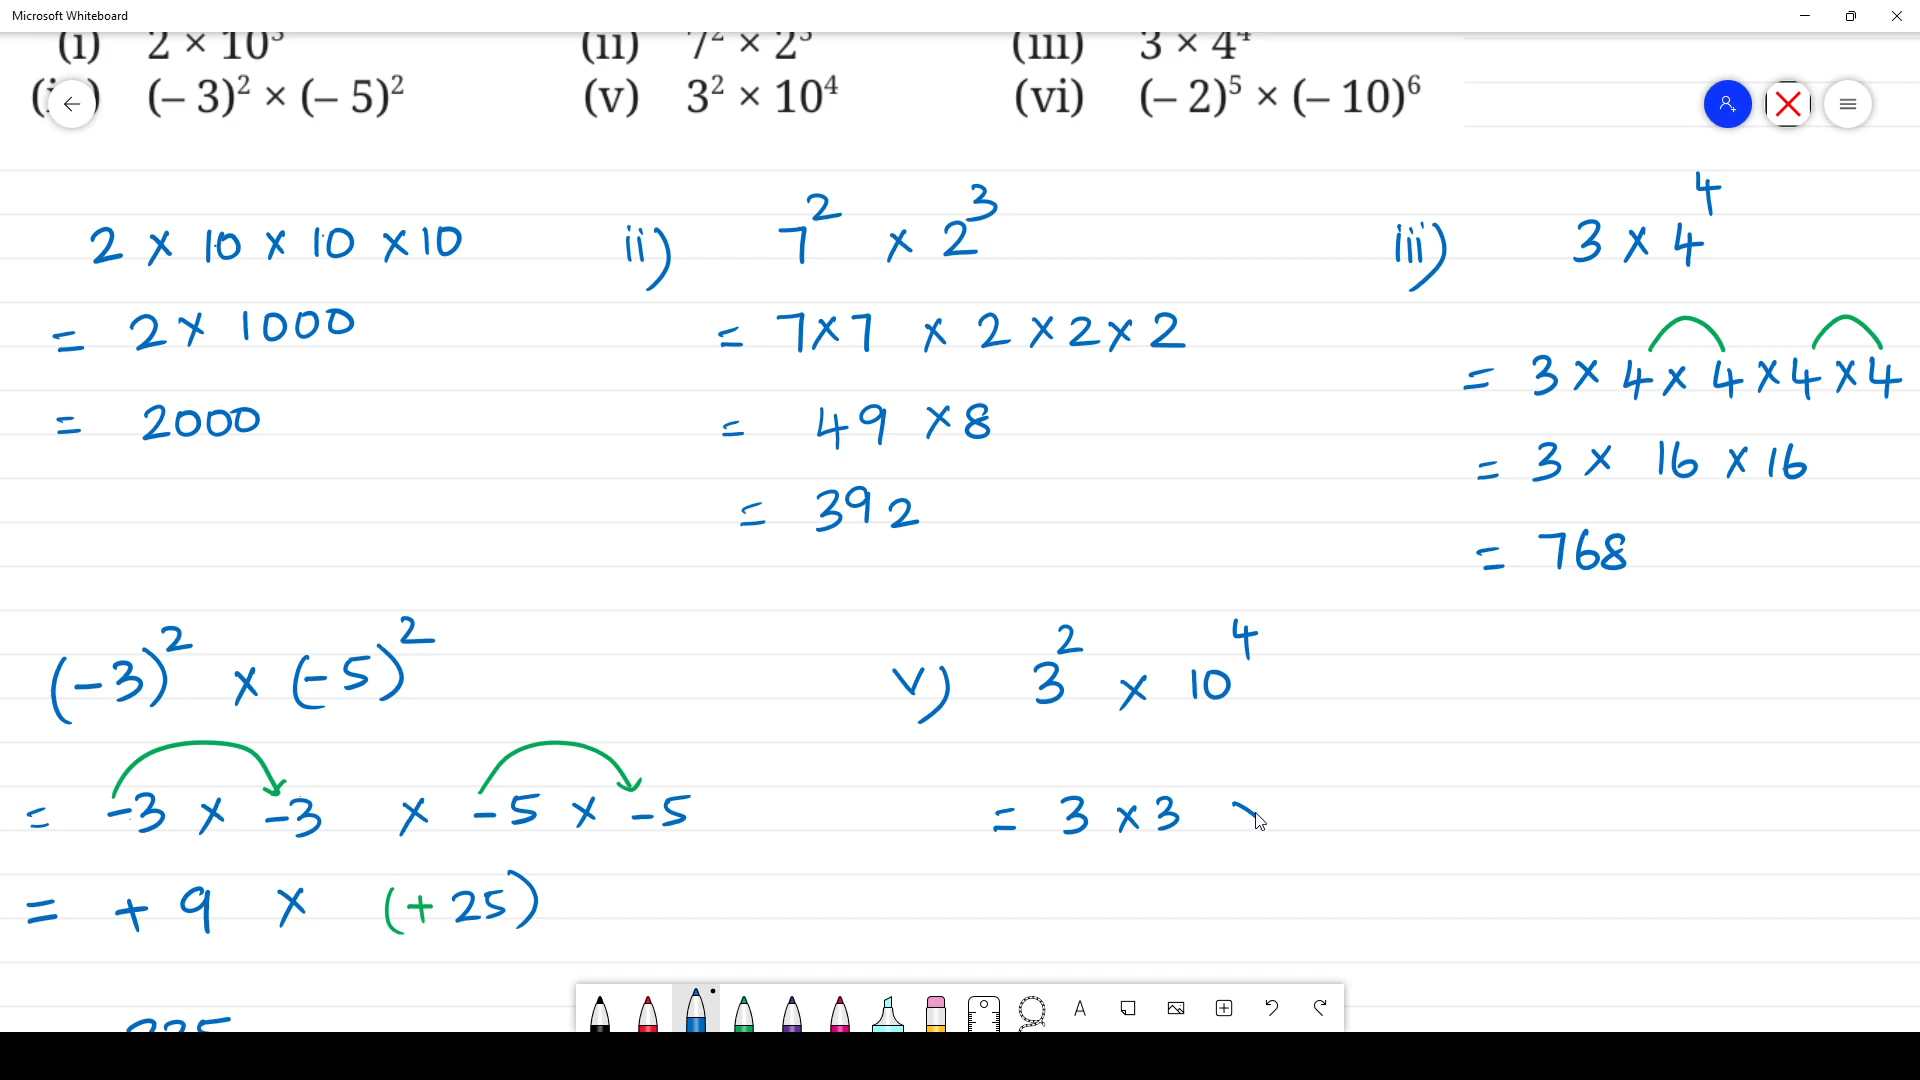 Microsoft Whiteboard
(i) 2 × 10³ (ii) 7² × 2³ (iii) 3 × 4⁴
(– 3)² × (– 5)² (v) 3² × 10⁴ (vi) (– 2)⁵ × (– 10)⁶
2 × 10 × 10 × 10
= 2 × 1000
= 2000
ii) 7² × 2³
= 7×7 × 2 × 2 × 2
= 49 × 8
= 392
iii) 3 × 4⁴
= 3 × 4 × 4 × 4 × 4
= 3 × 16 × 16
= 768
(-3)² × (-5)²
= -3 × -3 × -5 × -5
= + 9 × (+ 25)
225
v) 3² × 10⁴
= 3 × 3